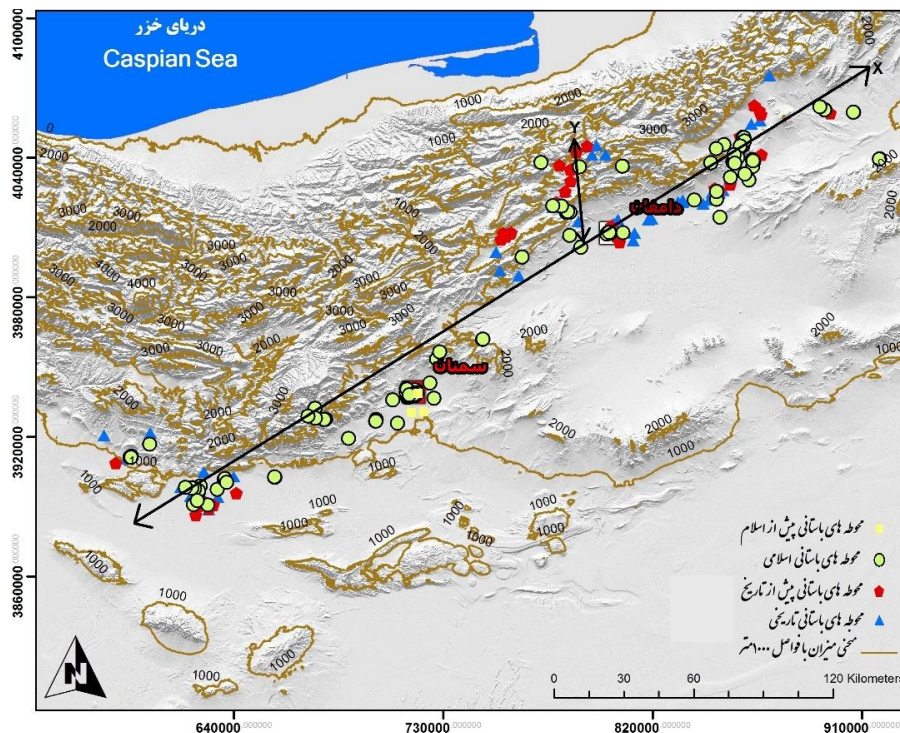 دریای خزر
Caspian Sea
4100000
4040000
3980000
3920000
3860000
640000
730000
820000
910000
X
Y
دامغان
سمنان
0
1000
2000
3000
4000
N
محوطه های باستانی پیش از اسلام
محوطه های باستانی اسلامی
محوطه های باستانی پیش از تاریخ
محوطه های باستانی تاریخی
منحنی میزان با فواصل ۱۰۰۰متر
0 30 60 120 Kilometers